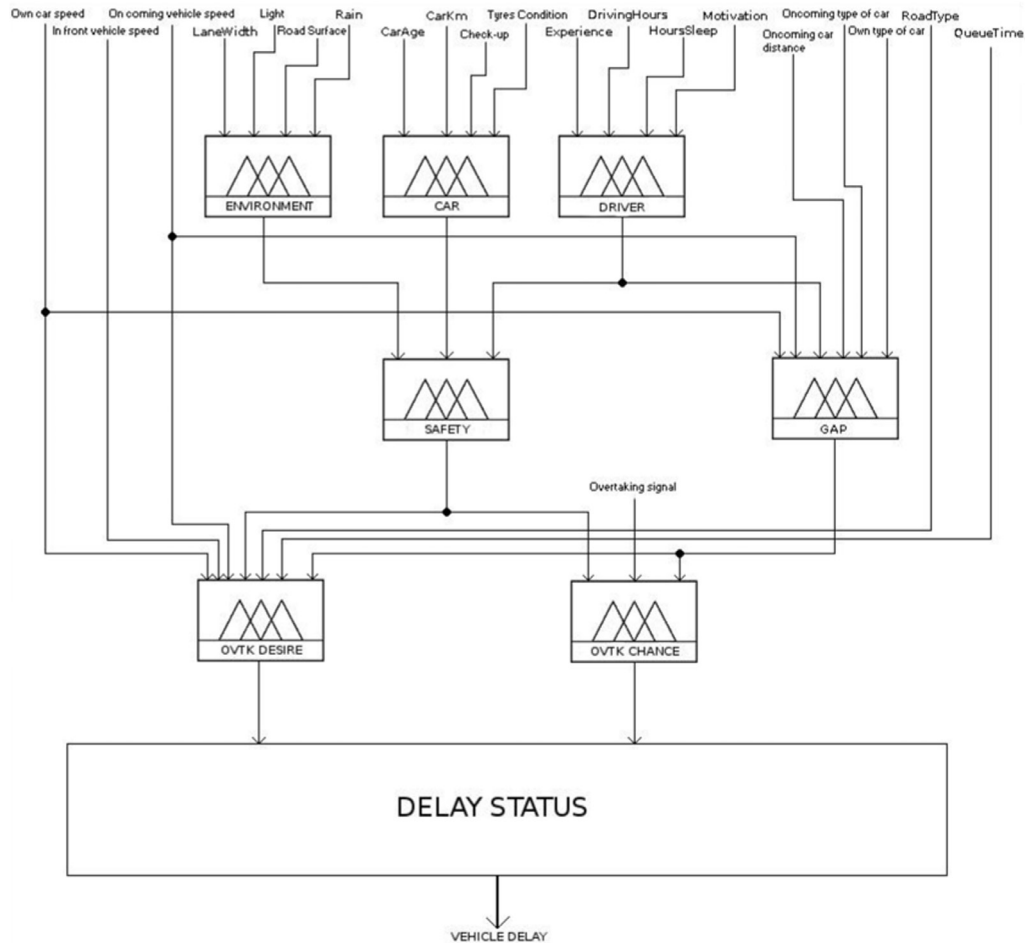 Own car speed
On coming vehicle speed
Light
Rain
CarKm
Tyres Condition
DrivingHours
Motivation
Oncoming type of car
RoadType
In front vehicle speed
LaneWidth
Road Surface
CarAge
Check-up
Experience
HoursSleep
Oncoming car
distance
Own type of car
QueueTime
ENVIRONMENT
CAR
DRIVER
SAFETY
GAP
Overtaking signal
OVTK DESIRE
OVTK CHANCE
DELAY STATUS
VEHICLE DELAY